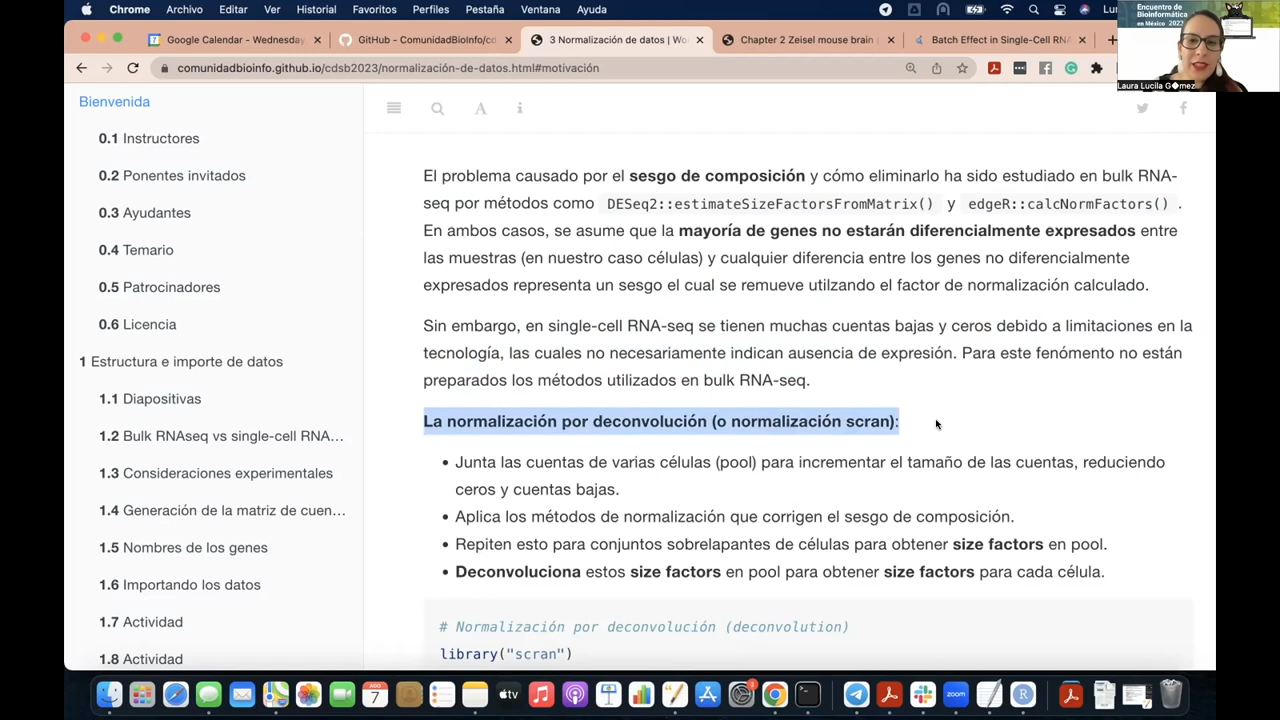 Chrome Archivo Editar Ver Historial Favoritos Perfiles Pestaña Ventana Ayuda
Encuentro de
Bioinformática
en México 2023
Google Calendar - Wednesday,
GitHub - ComunidadBioInfo/cd
Normalización de datos | Wo
Chapter 2 Zeisel mouse brain
Batch Effect in Single-Cell RNA
comunidadbioinfo.github.io/cdsb2023/normalización-de-datos.html#motivación
Laura Lucila G�mez
Bienvenida
0.1 Instructores
0.2 Ponentes invitados
0.3 Ayudantes
0.4 Temario
0.5 Patrocinadores
0.6 Licencia
1 Estructura e importe de datos
1.1 Diapositivas
1.2 Bulk RNAseq vs single-cell RNA...
1.3 Consideraciones experimentales
1.4 Generación de la matriz de cuen...
1.5 Nombres de los genes
1.6 Importando los datos
1.7 Actividad
1.8 Actividad
El problema causado por el sesgo de composición y cómo eliminarlo ha sido estudiado en bulk RNA-
seq por métodos como DESeq2::estimateSizeFactorsFromMatrix() y edgeR::calcNormFactors() .
En ambos casos, se asume que la mayoría de genes no estarán diferencialmente expresados entre
las muestras (en nuestro caso células) y cualquier diferencia entre los genes no diferencialmente
expresados representa un sesgo el cual se remueve utilzando el factor de normalización calculado.
Sin embargo, en single-cell RNA-seq se tienen muchas cuentas bajas y ceros debido a limitaciones en la
tecnología, las cuales no necesariamente indican ausencia de expresión. Para este fenómento no están
preparados los métodos utilizados en bulk RNA-seq.
La normalización por deconvolución (o normalización scran):
• Junta las cuentas de varias células (pool) para incrementar el tamaño de las cuentas, reduciendo
ceros y cuentas bajas.
• Aplica los métodos de normalización que corrigen el sesgo de composición.
• Repiten esto para conjuntos sobrelapantes de células para obtener size factors en pool.
• Deconvoluciona estos size factors en pool para obtener size factors para cada célula.
# Normalización por deconvolución (deconvolution)
library("scran")
AGO
7
tv
zoom
R